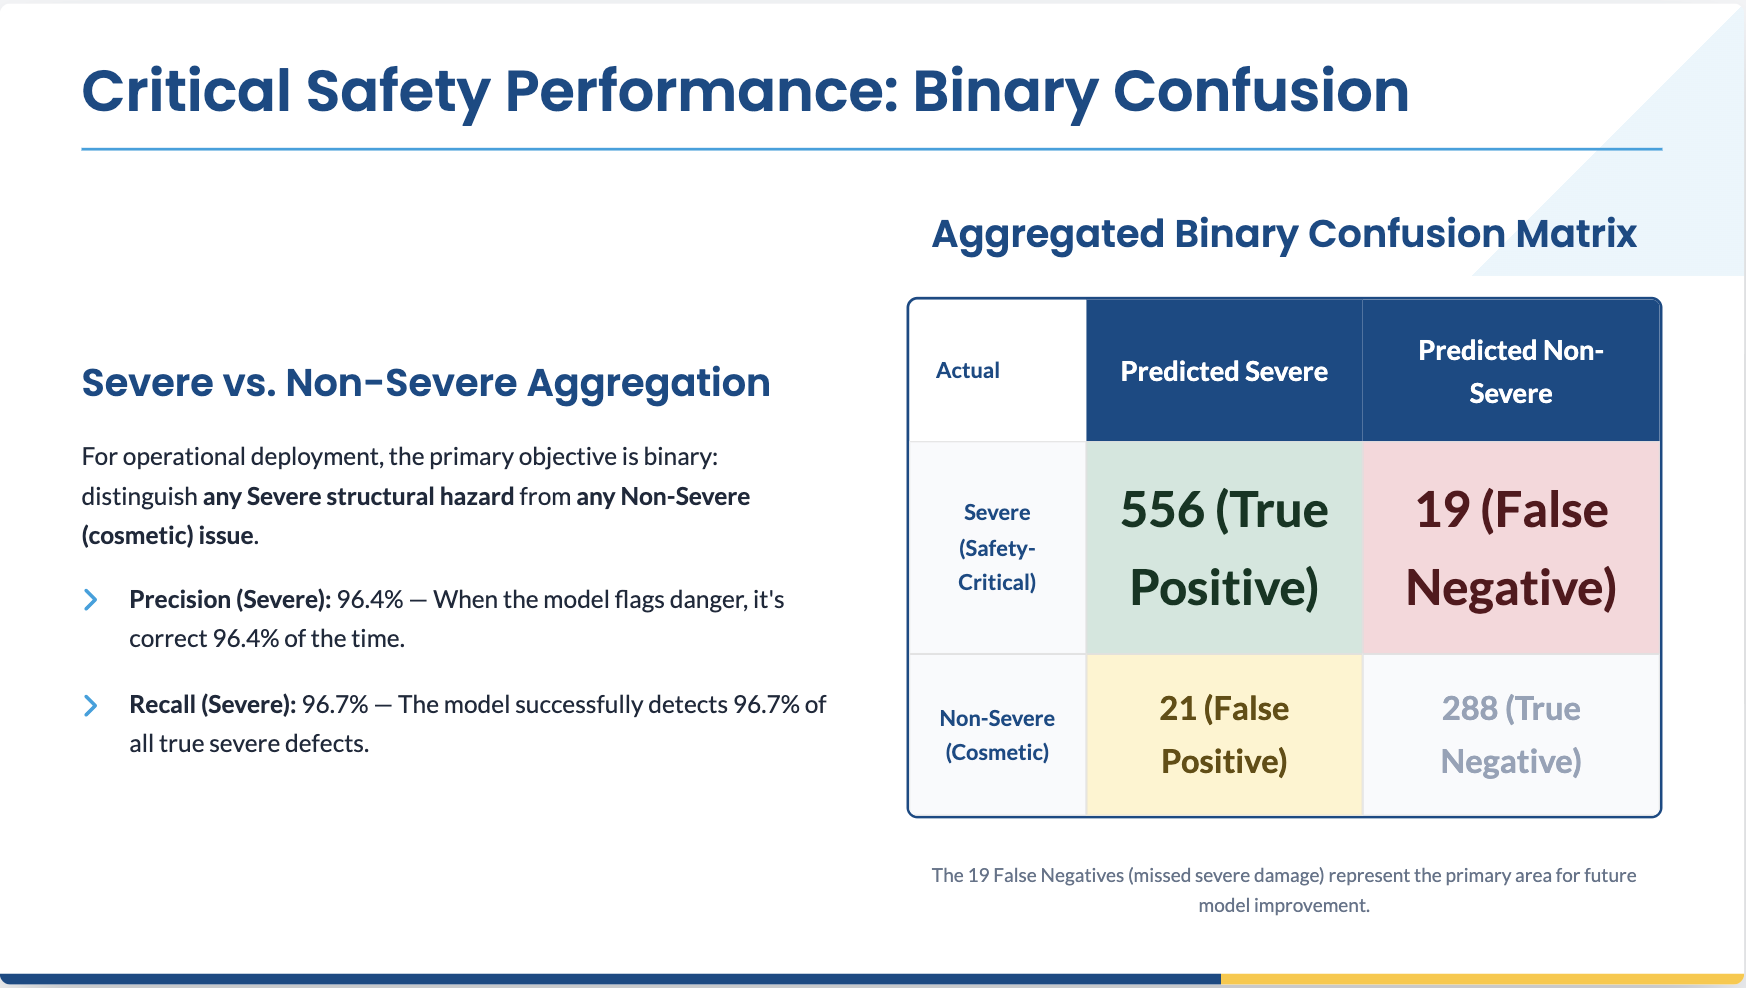 Critical Safety Performance: Binary Confusion
Severe vs. Non-Severe Aggregation
For operational deployment, the primary objective is binary:
distinguish any Severe structural hazard from any Non-Severe
(cosmetic) issue.
Precision (Severe): 96.4% — When the model flags danger, it's
correct 96.4% of the time.
Recall (Severe): 96.7% — The model successfully detects 96.7% of
all true severe defects.
Aggregated Binary Confusion Matrix
Actual
Predicted Severe
Predicted Non-
Severe
Severe
(Safety-
Critical)
556 (True
Positive)
19 (False
Negative)
Non-Severe
(Cosmetic)
21 (False
Positive)
288 (True
Negative)
The 19 False Negatives (missed severe damage) represent the primary area for future
model improvement.